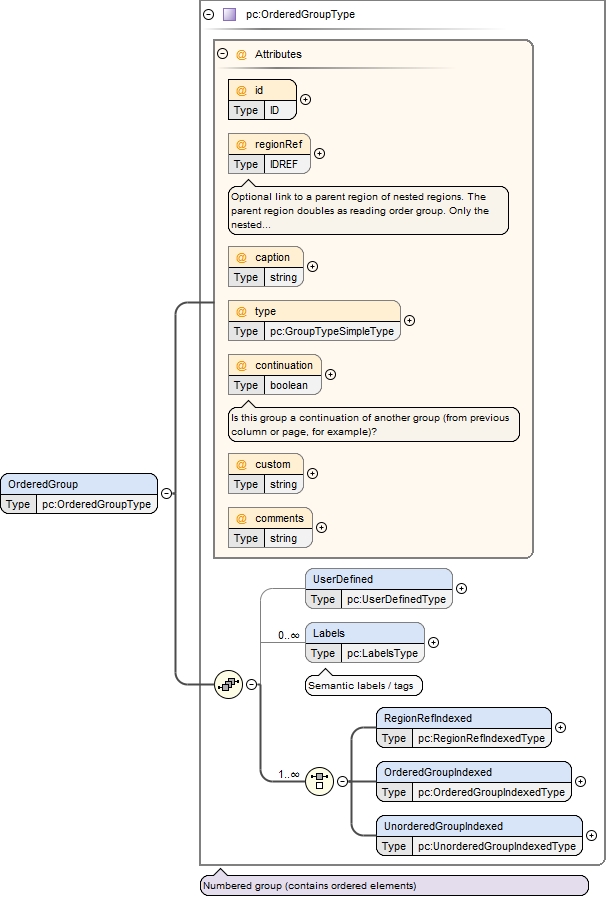 pc:OrderedGroupType
@ Attributes
@ id
Type ID
@ regionRef
Type IDREF
Optional link to a parent region of nested regions. The
parent region doubles as reading order group. Only the
nested...
@ caption
Type string
@ type
Type pc:GroupTypeSimpleType
@ continuation
Type boolean
Is this group a continuation of another group (from previous
column or page, for example)?
@ custom
Type string
OrderedGroup
Type pc:OrderedGroupType
@ comments
Type string
UserDefined
Type pc:UserDefinedType
0..∞
Labels
Type pc:LabelsType
Semantic labels / tags
RegionRefIndexed
Type pc:RegionRefIndexedType
1..∞
OrderedGroupIndexed
Type pc:OrderedGroupIndexedType
UnorderedGroupIndexed
Type pc:UnorderedGroupIndexedType
Numbered group (contains ordered elements)